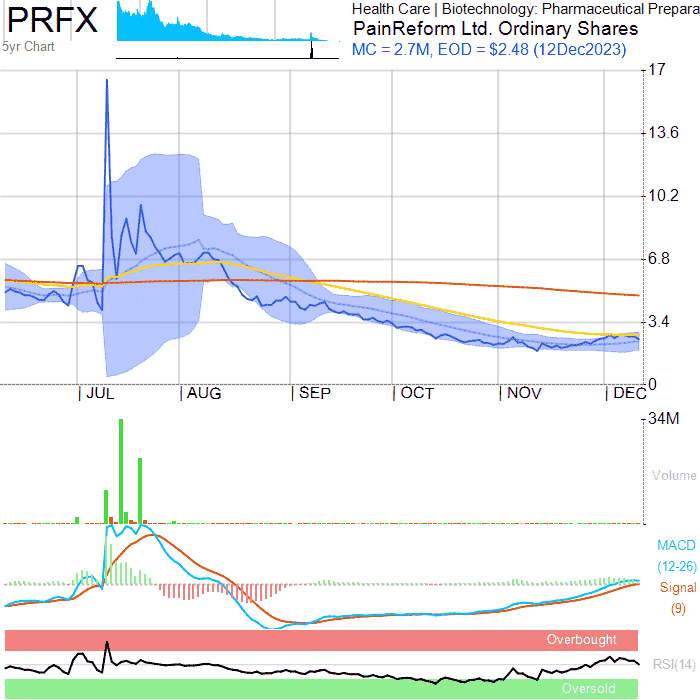 PRFX
5yr Chart
Health Care | Biotechnology: Pharmaceutical Prepara
PainReform Ltd. Ordinary Shares
MC = 2.7M, EOD = $2.48 (12Dec2023)
17
13.6
10.2
6.8
3.4
0
JUL AUG SEP OCT NOV DEC
34M
Volume
MACD
(12-26)
Signal
(9)
Overbought
RSI(14)
Oversold